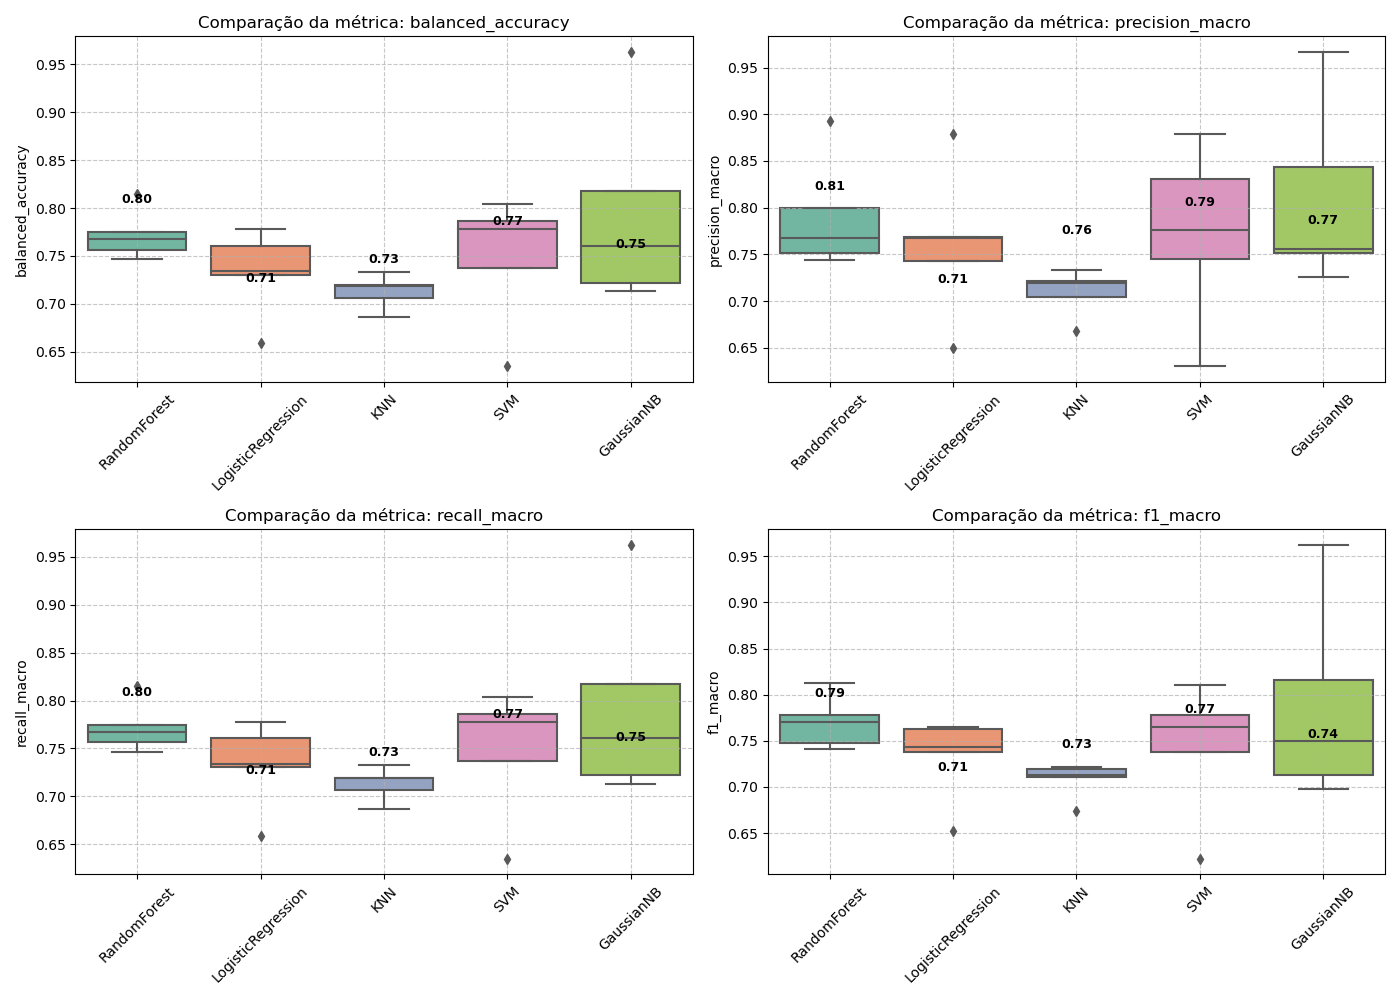 Comparação da métrica: balanced_accuracy
balanced_accuracy
0.95
0.90
0.85
0.80
0.75
0.70
0.65
0.80
0.71
0.73
0.77
0.75
RandomForest
LogisticRegression
KNN
SVM
GaussianNB
Comparação da métrica: precision_macro
precision_macro
0.95
0.90
0.85
0.80
0.75
0.70
0.65
0.81
0.71
0.76
0.79
0.77
RandomForest
LogisticRegression
KNN
SVM
GaussianNB
Comparação da métrica: recall_macro
recall_macro
0.95
0.90
0.85
0.80
0.75
0.70
0.65
0.80
0.71
0.73
0.77
0.75
RandomForest
LogisticRegression
KNN
SVM
GaussianNB
Comparação da métrica: f1_macro
f1_macro
0.95
0.90
0.85
0.80
0.75
0.70
0.65
0.79
0.71
0.73
0.77
0.74
RandomForest
LogisticRegression
KNN
SVM
GaussianNB